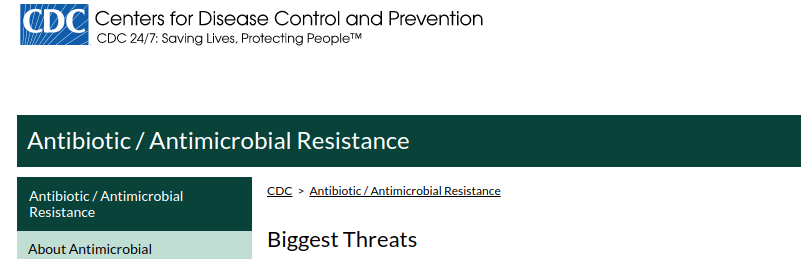 CDC
Centers for Disease Control and Prevention
CDC 24/7: Saving Lives, Protecting People™
Antibiotic / Antimicrobial Resistance
Antibiotic / Antimicrobial
Resistance
About Antimicrobial
CDC > Antibiotic / Antimicrobial Resistance
Biggest Threats